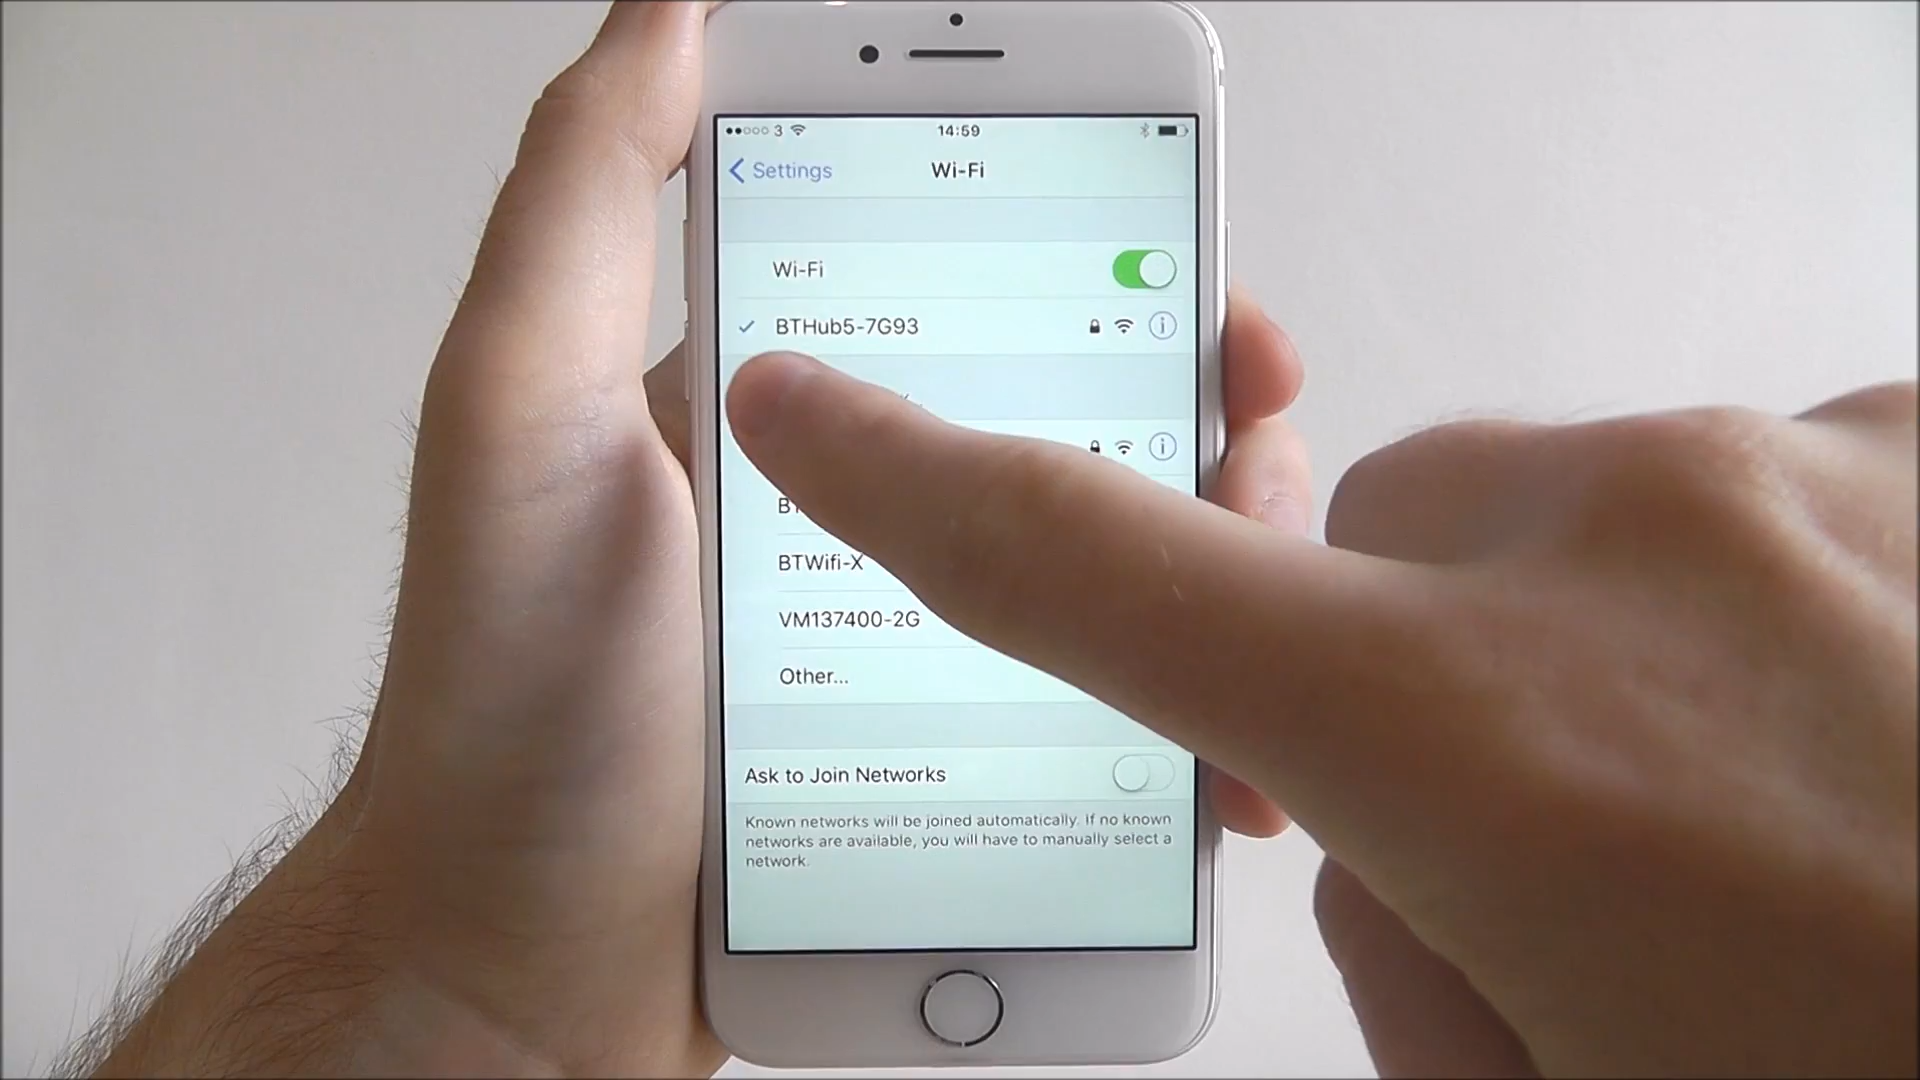 3 14:59
Settings Wi-Fi
Wi-Fi
BTHub5-7G93
BTWifi-X
VM137400-2G
Other...
Ask to Join Networks
Known networks will be joined automatically. If no known
networks are available, you will have to manually select a
network.